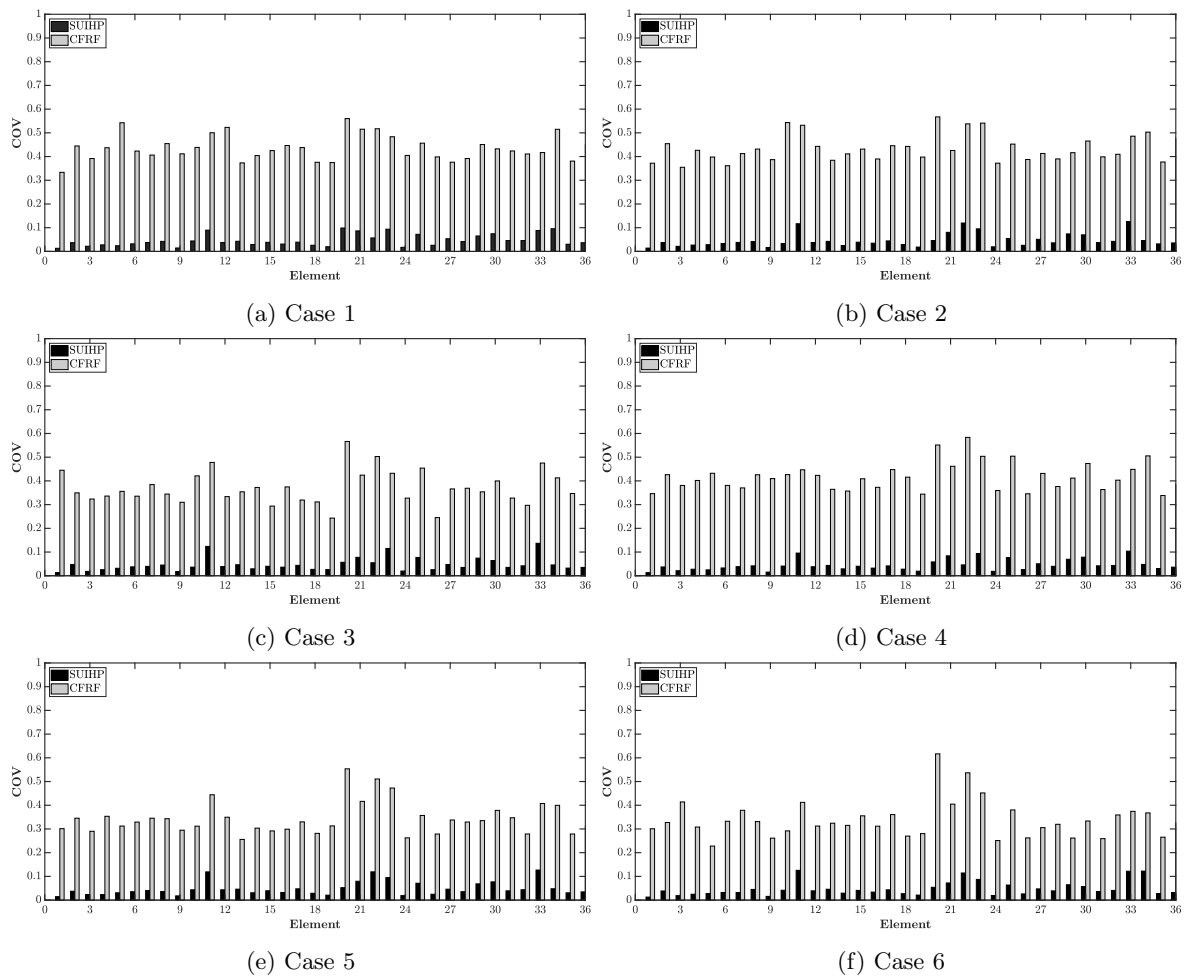 1
0.9
0.8
0.7
0.6
0.5
0.4
0.3
0.2
0.1
0
COV
SUIHP
CFRF
0 3 6 9 12 15 18 21 24 27 30 33 36
Element
(a) Case 1
1
0.9
0.8
0.7
0.6
0.5
0.4
0.3
0.2
0.1
0
COV
SUIHP
CFRF
0 3 6 9 12 15 18 21 24 27 30 33 36
Element
(b) Case 2
1
0.9
0.8
0.7
0.6
0.5
0.4
0.3
0.2
0.1
0
COV
SUIHP
CFRF
0 3 6 9 12 15 18 21 24 27 30 33 36
Element
(c) Case 3
1
0.9
0.8
0.7
0.6
0.5
0.4
0.3
0.2
0.1
0
COV
SUIHP
CFRF
0 3 6 9 12 15 18 21 24 27 30 33 36
Element
(d) Case 4
1
0.9
0.8
0.7
0.6
0.5
0.4
0.3
0.2
0.1
0
COV
SUIHP
CFRF
0 3 6 9 12 15 18 21 24 27 30 33 36
Element
(e) Case 5
1
0.9
0.8
0.7
0.6
0.5
0.4
0.3
0.2
0.1
0
COV
SUIHP
CFRF
0 3 6 9 12 15 18 21 24 27 30 33 36
Element
(f) Case 6